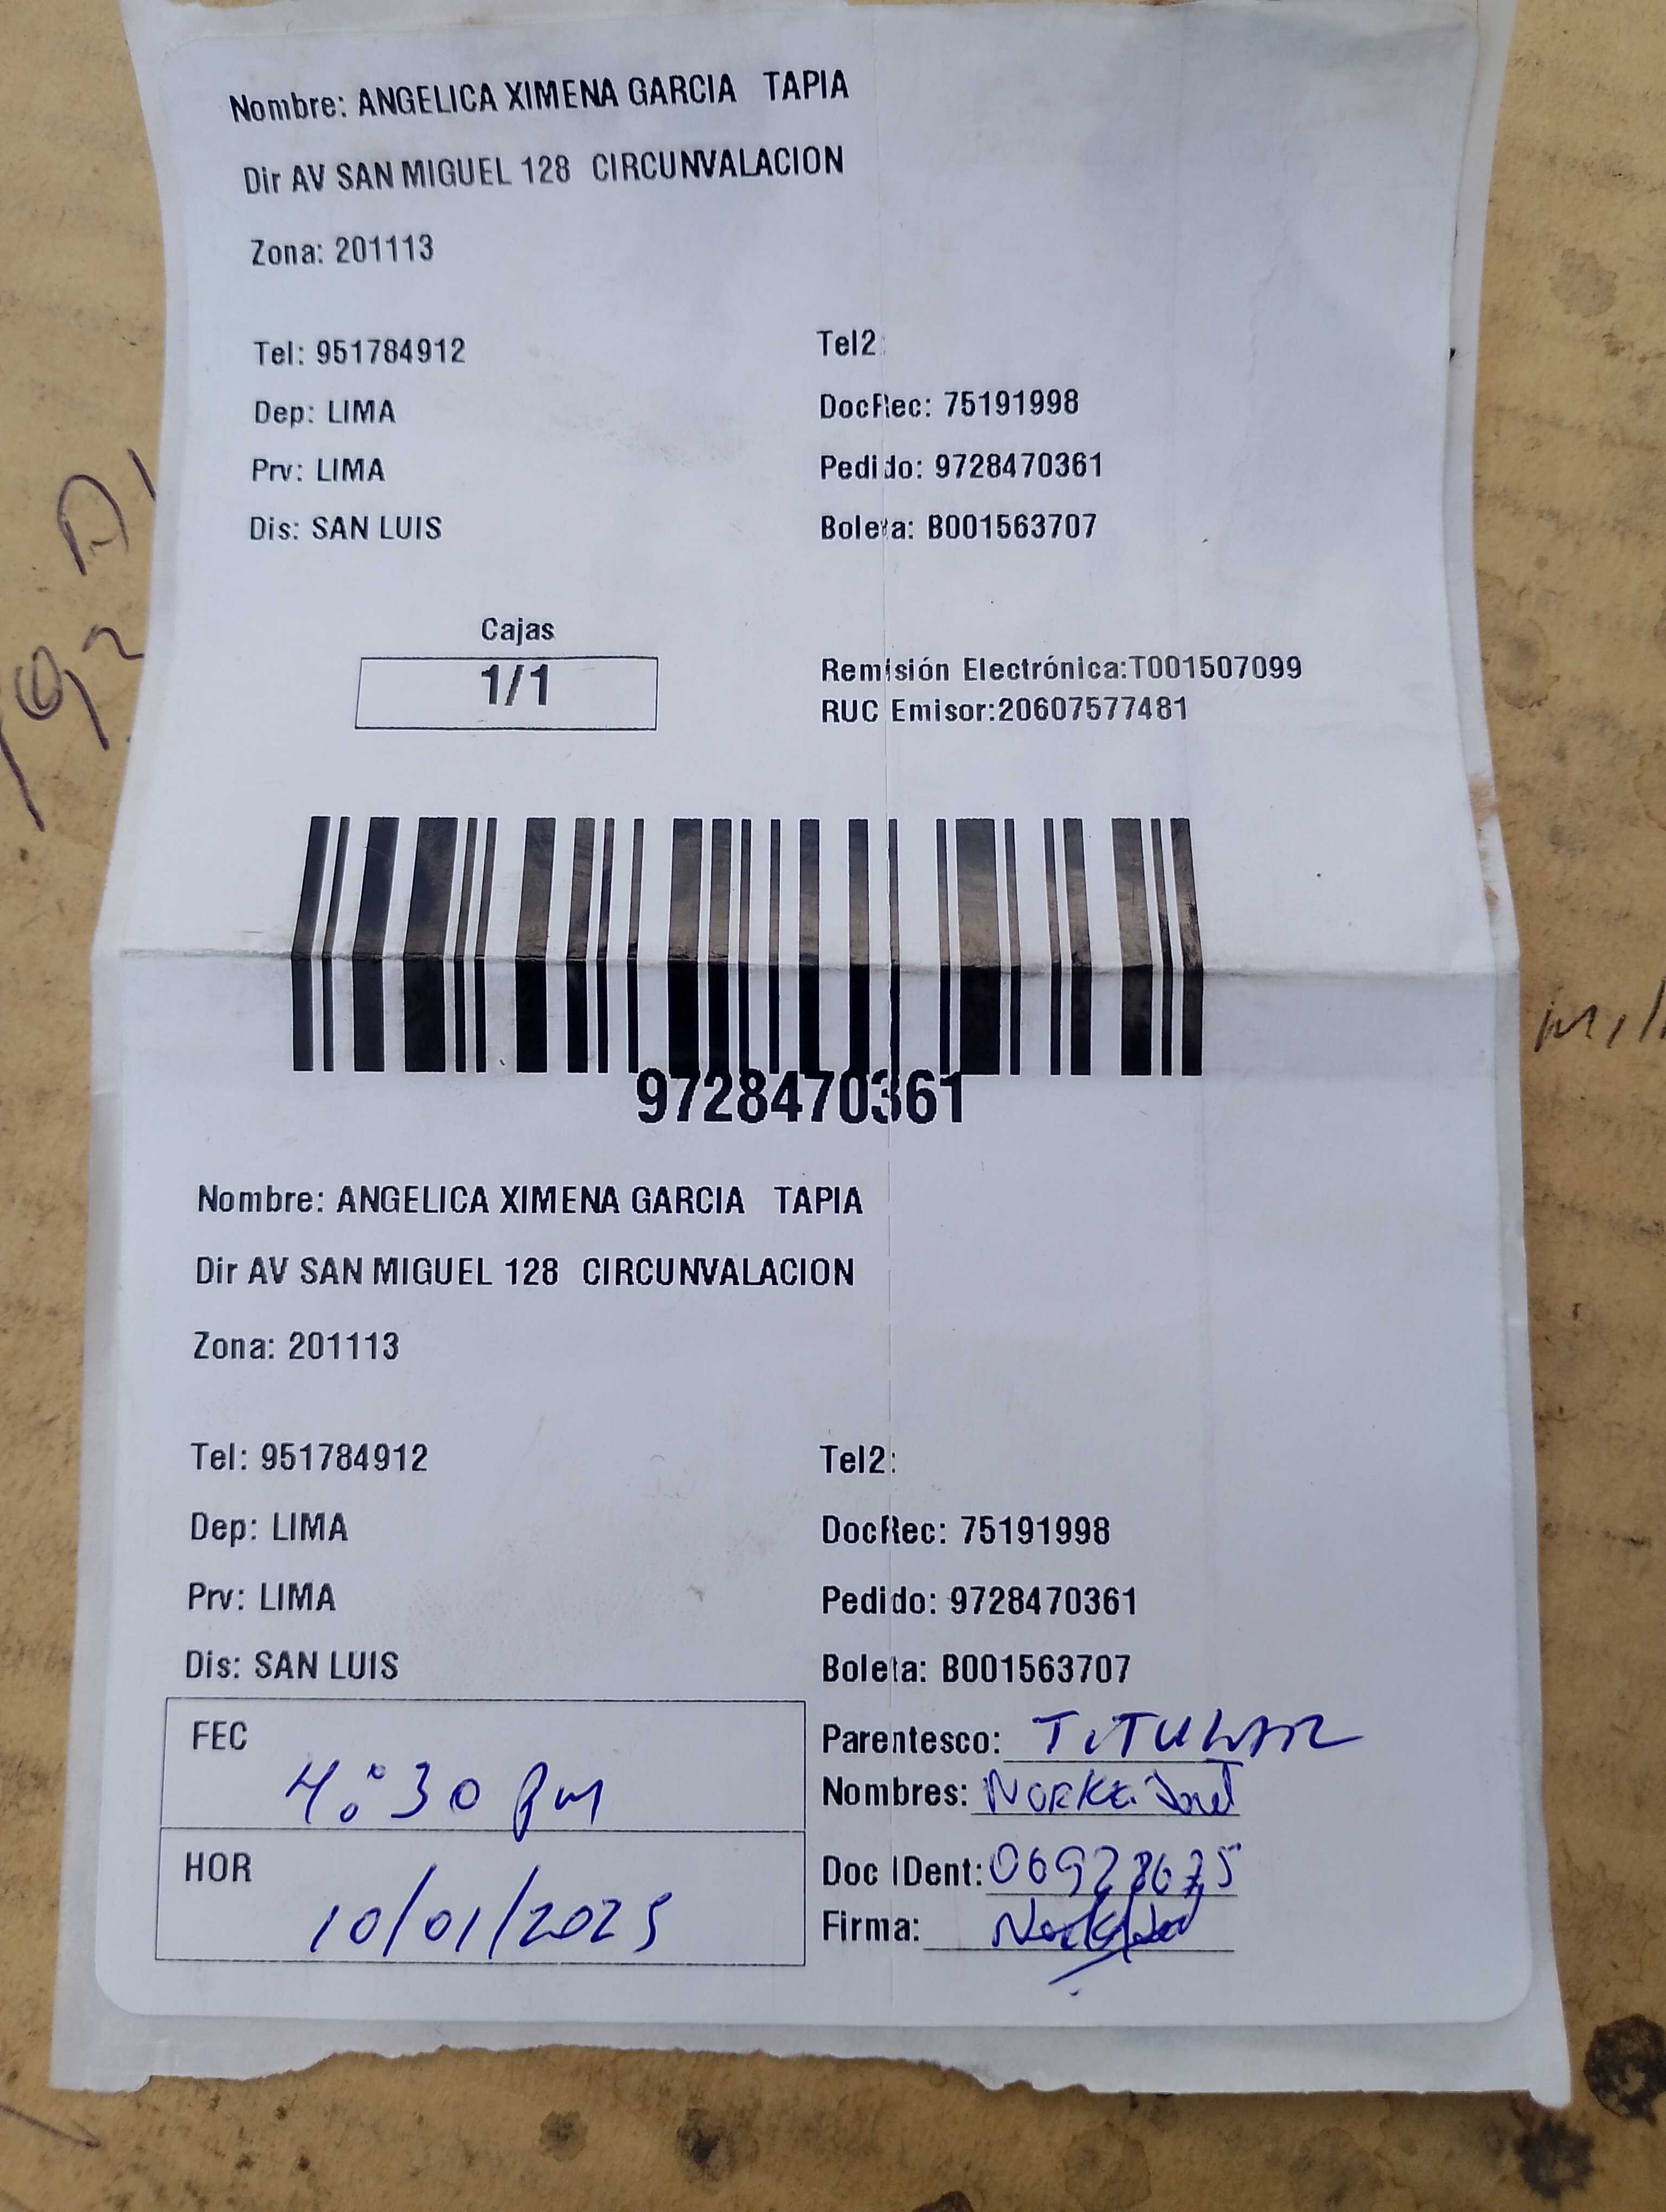 Nombre: ANGELICA XIMENA GARCIA TAPIA
Dir AV SAN MIGUEL 128 CIRCUNVALACION
Zona: 201113
Tel: 951784912 Tel2:
Dep: LIMA DocRec: 75191998
Prv: LIMA Pedido: 9728470361
Dis: SAN LUIS Boleta: B001563707
Cajas
1/1
Remisión Electrónica:T001507099
RUC Emisor:20607577481
9728470361
Nombre: ANGELICA XIMENA GARCIA TAPIA
Dir AV SAN MIGUEL 128 CIRCUNVALACION
Zona: 201113
Tel: 951784912 Tel2:
Dep: LIMA DocRec: 75191998
Prv: LIMA Pedido: 9728470361
Dis: SAN LUIS Boleta: B001563707
FEC 4:30 pm
HOR 10/01/2025
Parentesco: TITULAR
Nombres:
Doc IDent:
Firma: